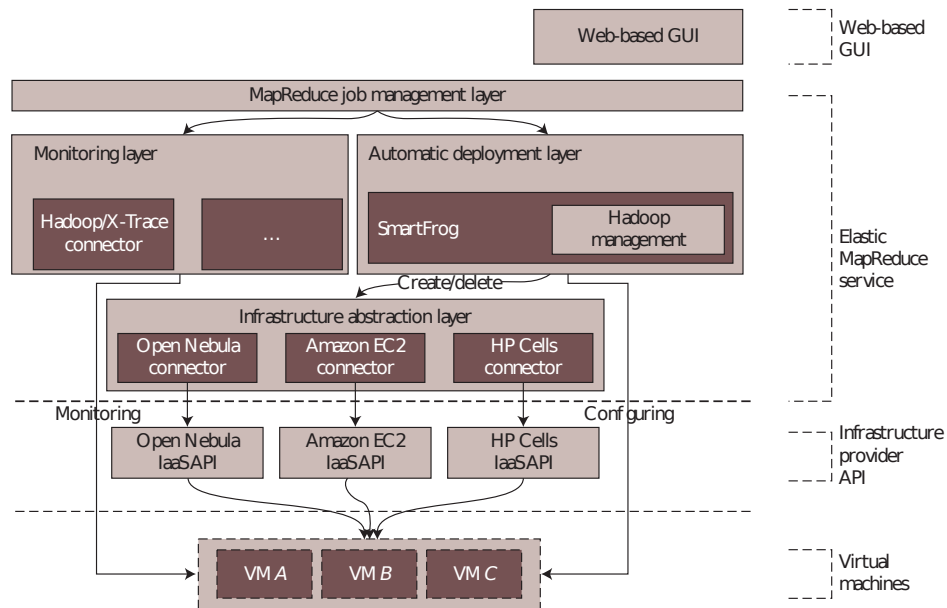 Web-based GUI
Web-based
GUI
MapReduce job management layer
Monitoring layer
Automatic deployment layer
Hadoop/X-Trace
connector
...
SmartFrog
Hadoop
management
Elastic
MapReduce
service
Create/delete
Infrastructure abstraction layer
Open Nebula
connector
Amazon EC2
connector
HP Cells
connector
Monitoring
Configuring
Open Nebula
IaaSAPI
Amazon EC2
IaaSAPI
HP Cells
IaaSAPI
Infrastructure
provider
API
VM A
VM B
VM C
Virtual
machines